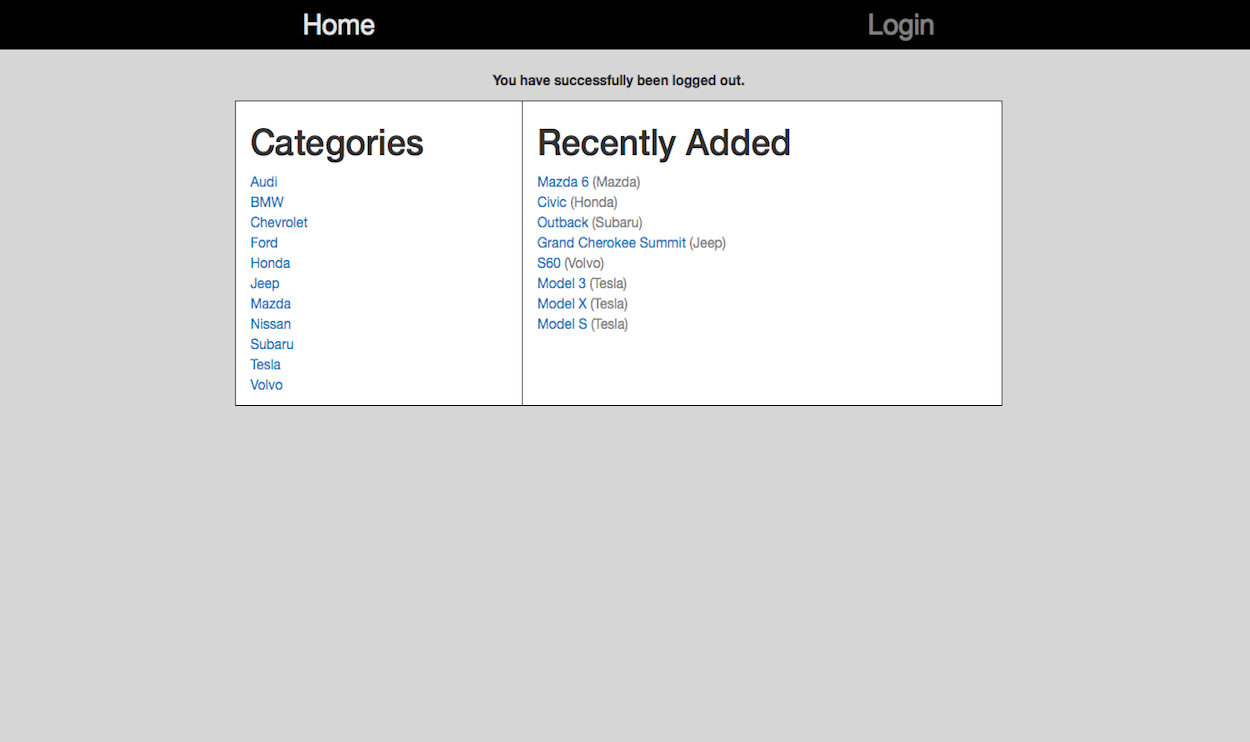 Home
Login
You have successfully been logged out.
Categories
Audi
BMW
Chevrolet
Ford
Honda
Jeep
Mazda
Nissan
Subaru
Tesla
Volvo
Recently Added
Mazda 6 (Mazda)
Civic (Honda)
Outback (Subaru)
Grand Cherokee Summit (Jeep)
S60 (Volvo)
Model 3 (Tesla)
Model X (Tesla)
Model S (Tesla)